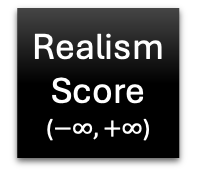 Realism
Score
(−∞, +∞)